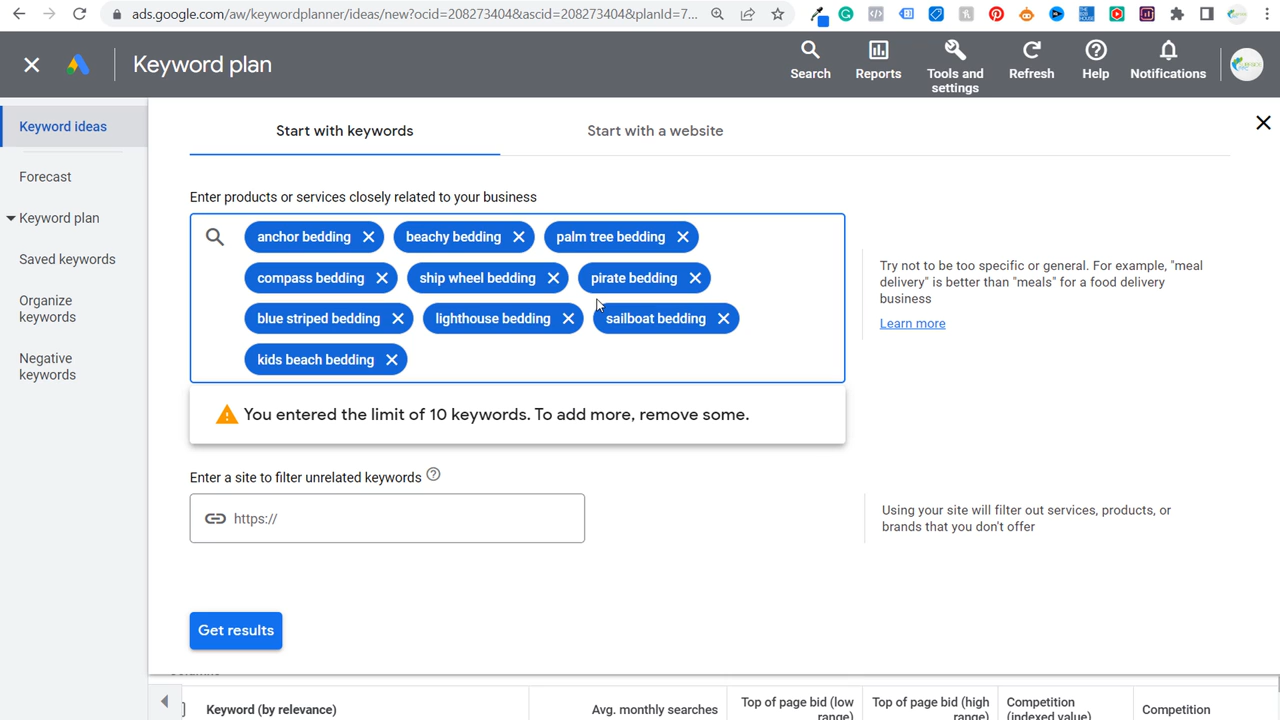 ads.google.com/aw/keywordplanner/ideas/new?ocid=208273404&ascid=208273404&planId=7...
Keyword plan
Search
Reports
Tools and
settings
Refresh
Help
Notifications
Keyword ideas
Forecast
Keyword plan
Saved keywords
Organize
keywords
Negative
keywords
Start with keywords
Start with a website
Enter products or services closely related to your business
anchor bedding
beachy bedding
palm tree bedding
compass bedding
ship wheel bedding
pirate bedding
blue striped bedding
lighthouse bedding
sailboat bedding
kids beach bedding
Try not to be too specific or general. For example, "meal
delivery" is better than "meals" for a food delivery
business
Learn more
You entered the limit of 10 keywords. To add more, remove some.
Enter a site to filter unrelated keywords
https://
Using your site will filter out services, products, or
brands that you don't offer
Get results
Keyword (by relevance)
Avg. monthly searches
Top of page bid (low
range)
Top of page bid (high
range)
Competition
(indexed value)
Competition